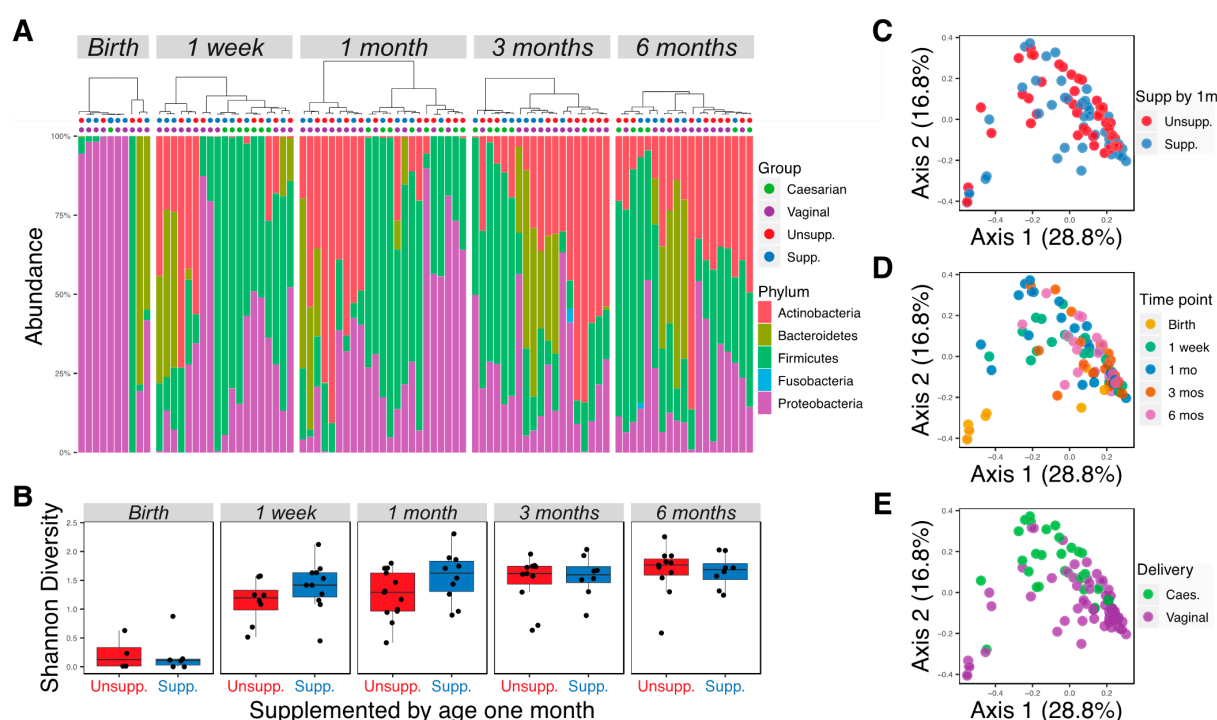 A
Birth
1 week
1 month
3 months
6 months
100%
75%
50%
25%
0%
Abundance
Group
Caesarian
Vaginal
Unsupp.
Supp.
Phylum
Actinobacteria
Bacteroidetes
Firmicutes
Fusobacteria
Proteobacteria
B
Birth
1 week
1 month
3 months
6 months
Shannon Diversity
2.5
2.0
1.5
1.0
0.5
0.0
Unsupp. Supp.
Unsupp. Supp.
Unsupp. Supp.
Unsupp. Supp.
Unsupp. Supp.
Supplemented by age one month
C
Axis 2 (16.8%)
0.4
0.2
0.0
−0.2
−0.4
−0.4 −0.2 0.0 0.2
Axis 1 (28.8%)
Supp by 1m
Unsupp.
Supp.
D
Axis 2 (16.8%)
0.4
0.2
0.0
−0.2
−0.4
−0.4 −0.2 0.0 0.2
Axis 1 (28.8%)
Time point
Birth
1 week
1 mo
3 mos
6 mos
E
Axis 2 (16.8%)
0.4
0.2
0.0
−0.2
−0.4
−0.4 −0.2 0.0 0.2
Axis 1 (28.8%)
Delivery
Caes.
Vaginal